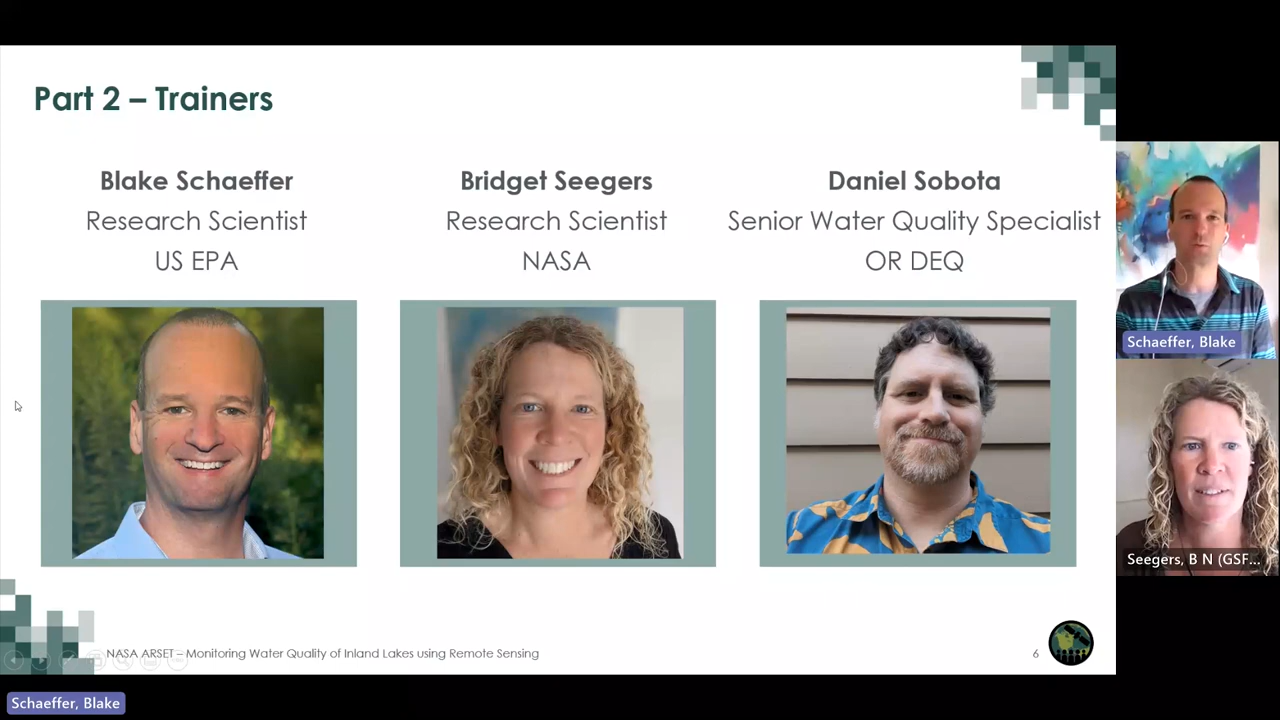 Part 2 – Trainers
Blake Schaeffer
Research Scientist
US EPA
Bridget Seegers
Research Scientist
NASA
Daniel Sobota
Senior Water Quality Specialist
OR DEQ
Schaeffer, Blake
Seegers, B N (GSF...
NASA ARSET – Monitoring Water Quality of Inland Lakes using Remote Sensing
6
Schaeffer, Blake